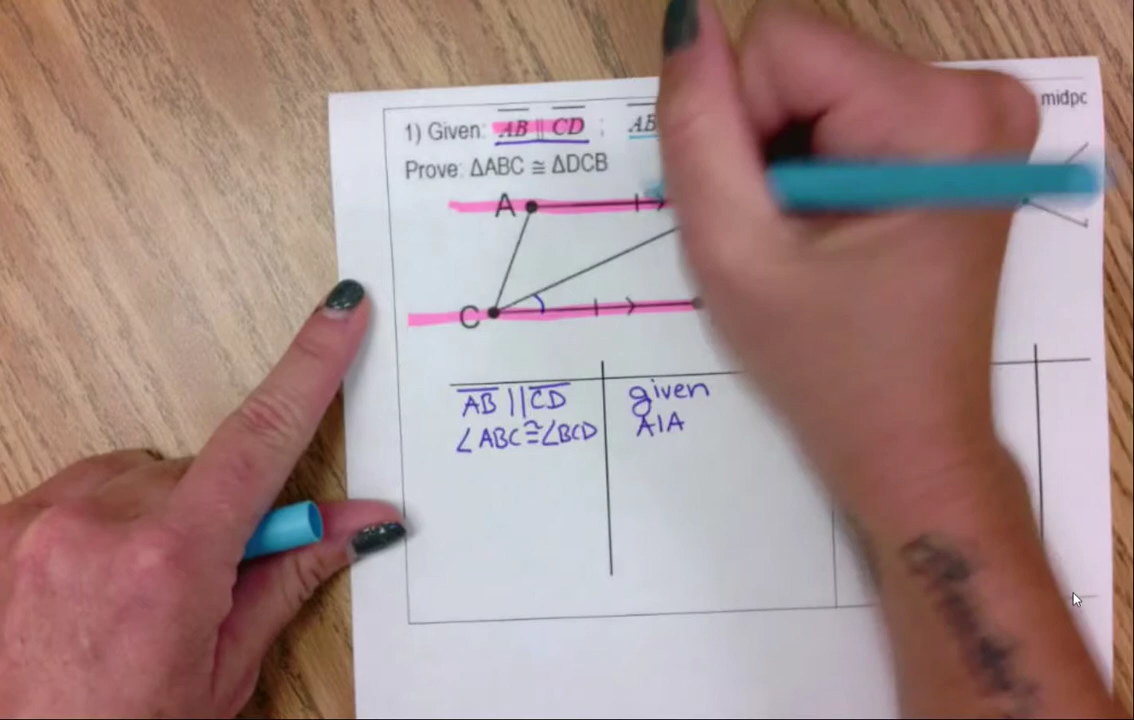 1) Given: AB || CD ; AB
midpc
Prove: ΔABC ≅ ΔDCB
A
C
AB || CD given
∠ABC ≅ ∠BCD AIA